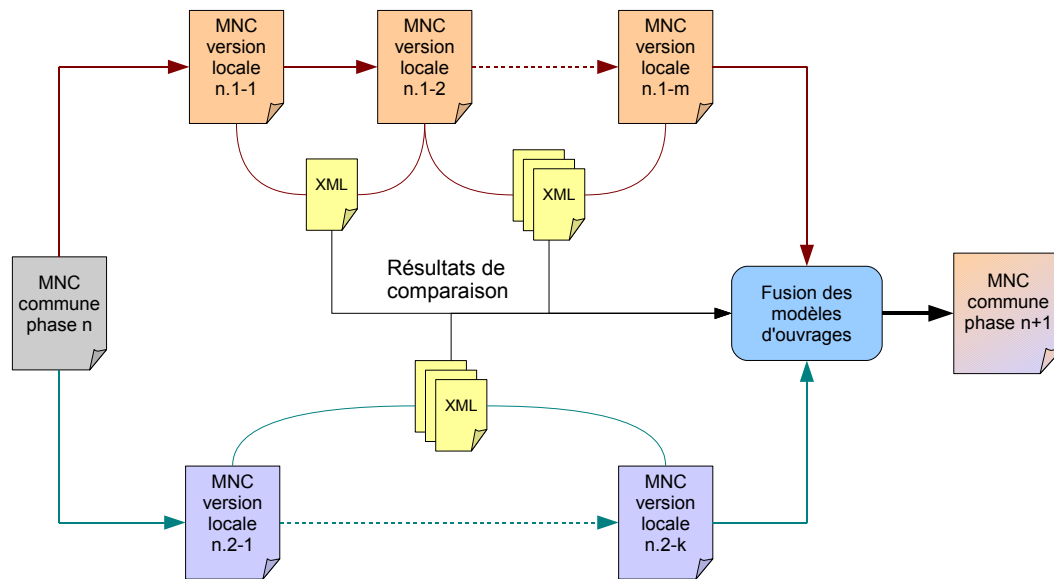 MNC
version
locale
n.1-1
MNC
version
locale
n.1-2
MNC
version
locale
n.1-m
XML
XML
MNC
commune
phase n
Résultats de
comparaison
Fusion des
modèles
d'ouvrages
MNC
commune
phase n+1
XML
MNC
version
locale
n.2-1
MNC
version
locale
n.2-k